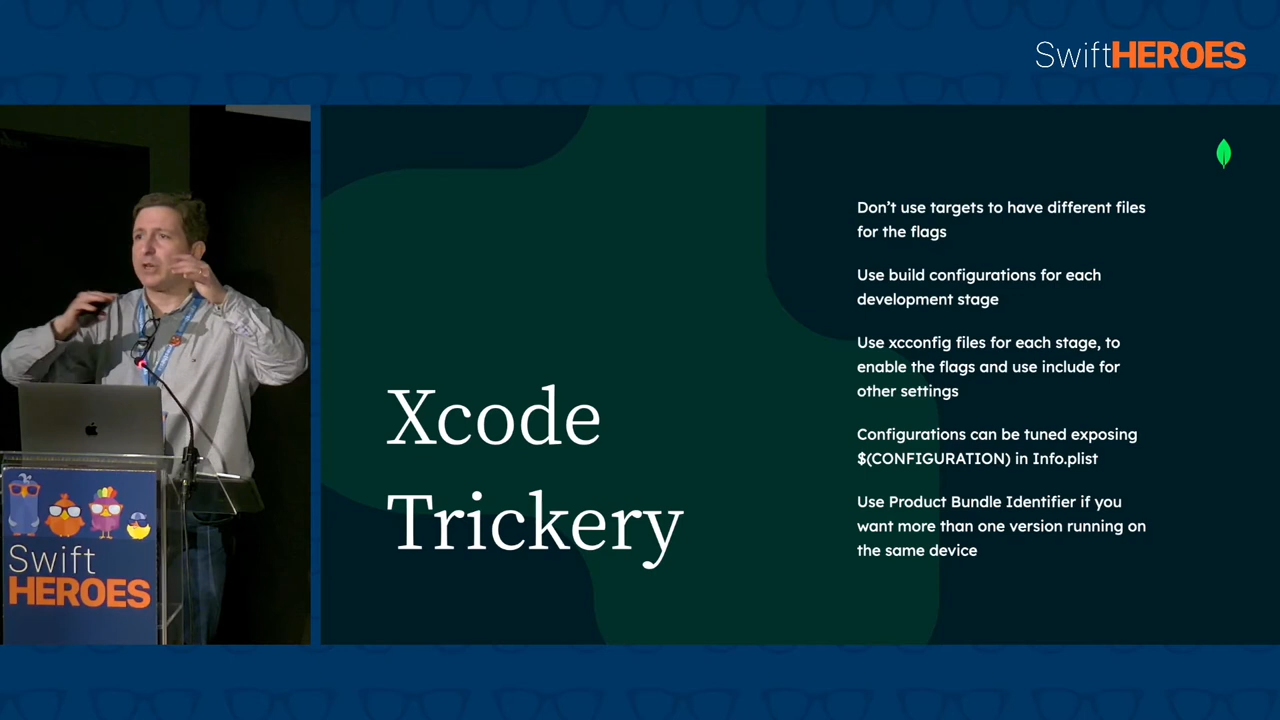 SwiftHEROES
Don't use targets to have different files
for the flags
Use build configurations for each
development stage
Use xcconfig files for each stage, to
enable the flags and use include for
other settings
Configurations can be tuned exposing
$(CONFIGURATION) in Info.plist
Use Product Bundle Identifier if you
want more than one version running on
the same device
Xcode
Trickery
Swift
HEROES